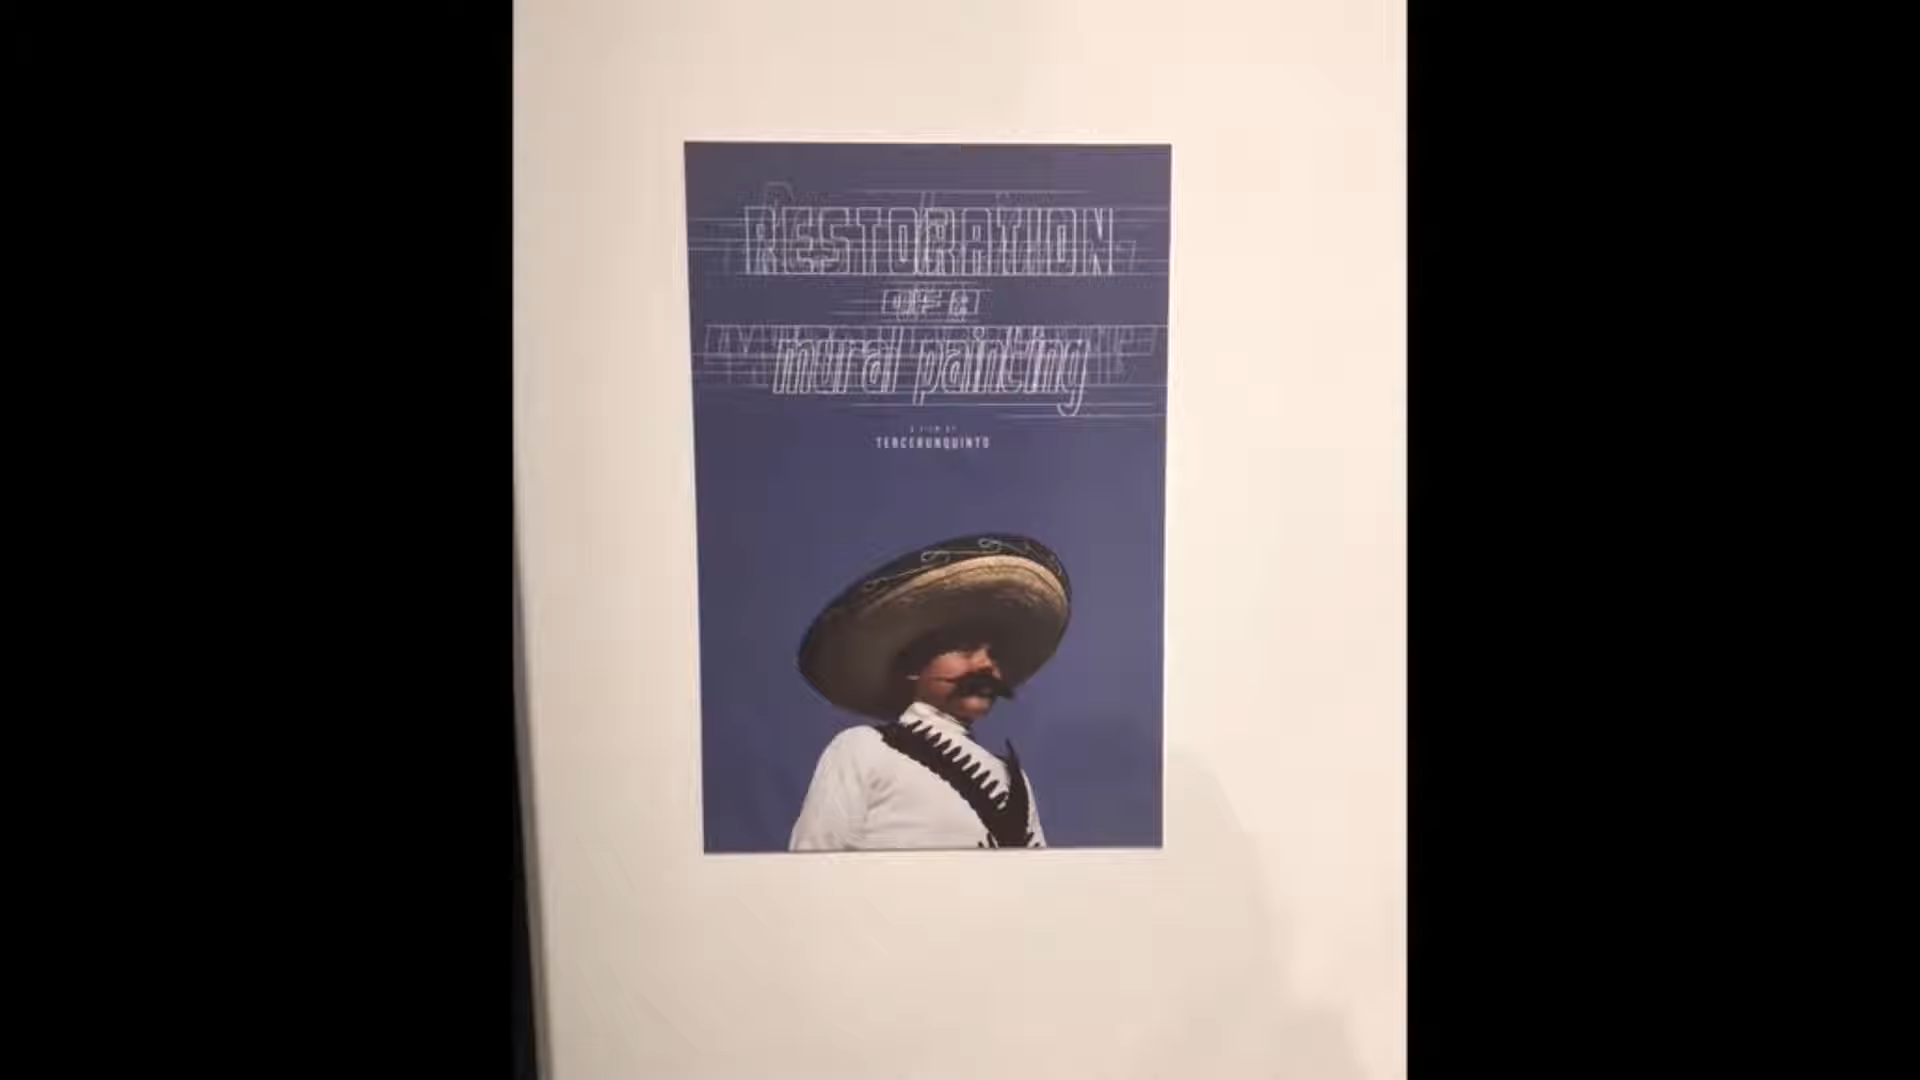 RESTORATION
OF A
mural painting
A FILM BY
TERCERUNQUINTO